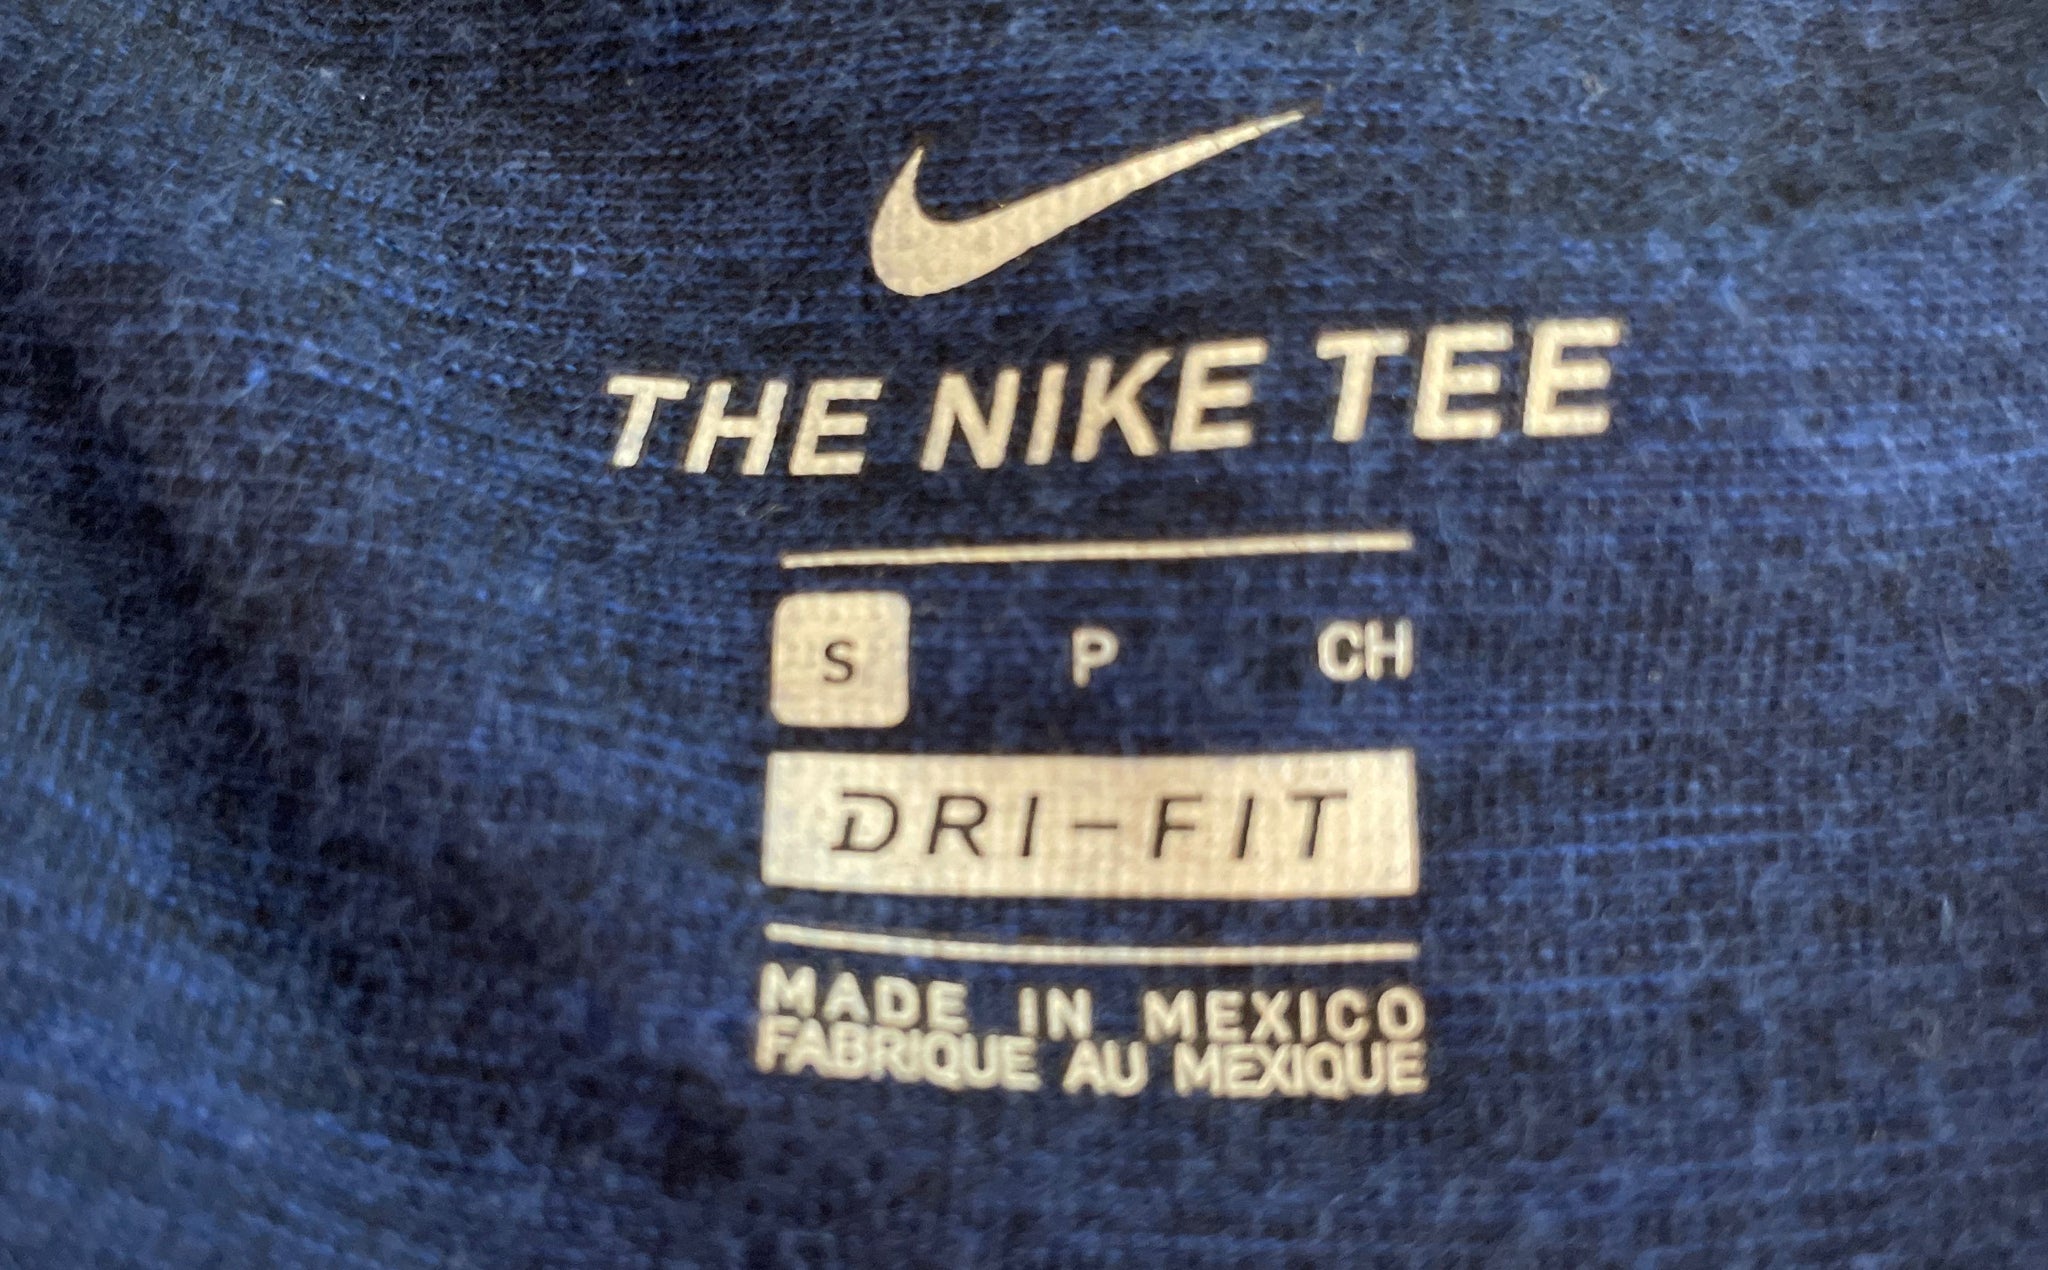 THE NIKE TEE
S P CH
DRI-FIT
MADE IN MEXICO
FABRIQUE AU MEXIQUE